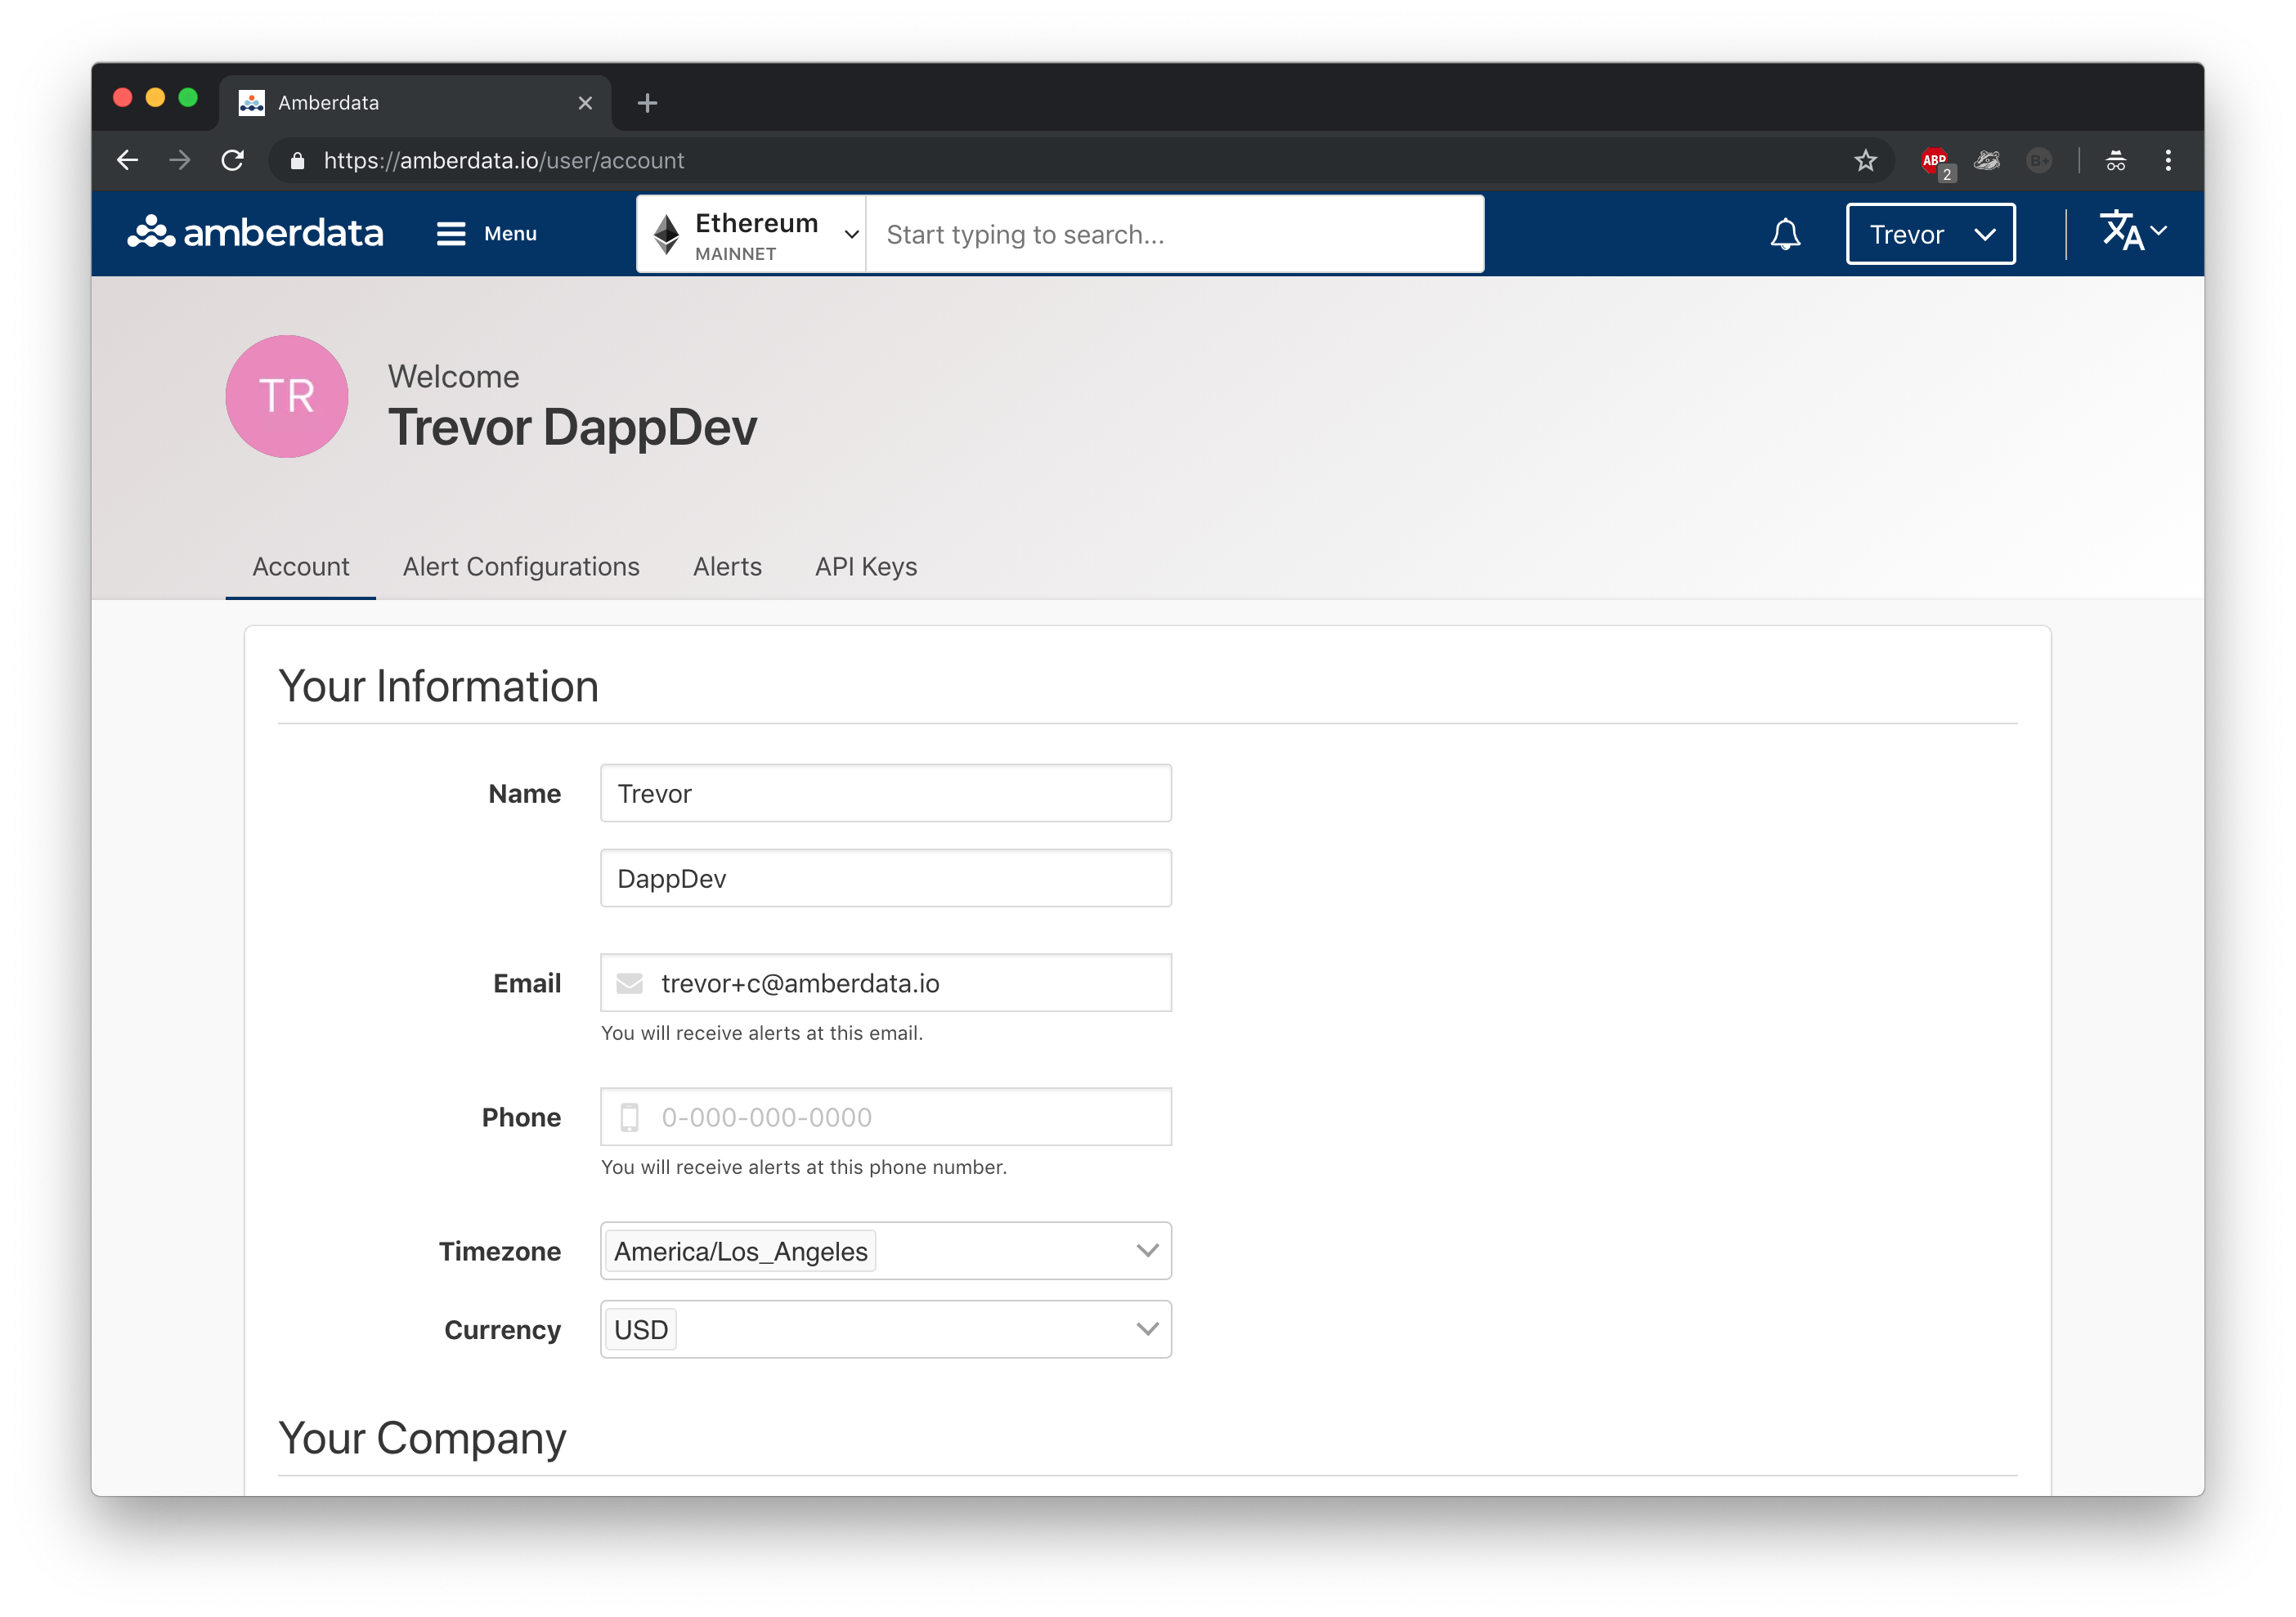 Amberdata
https://amberdata.io/user/account
ABP
2
B+
amberdata
Menu
Ethereum
MAINNET
Start typing to search...
Trevor
文A
TR
Welcome
Trevor DappDev
Account Alert Configurations Alerts API Keys
Your Information
Name Trevor
DappDev
Email trevor+c@amberdata.io
You will receive alerts at this email.
Phone 0-000-000-0000
You will receive alerts at this phone number.
Timezone America/Los_Angeles
Currency USD
Your Company